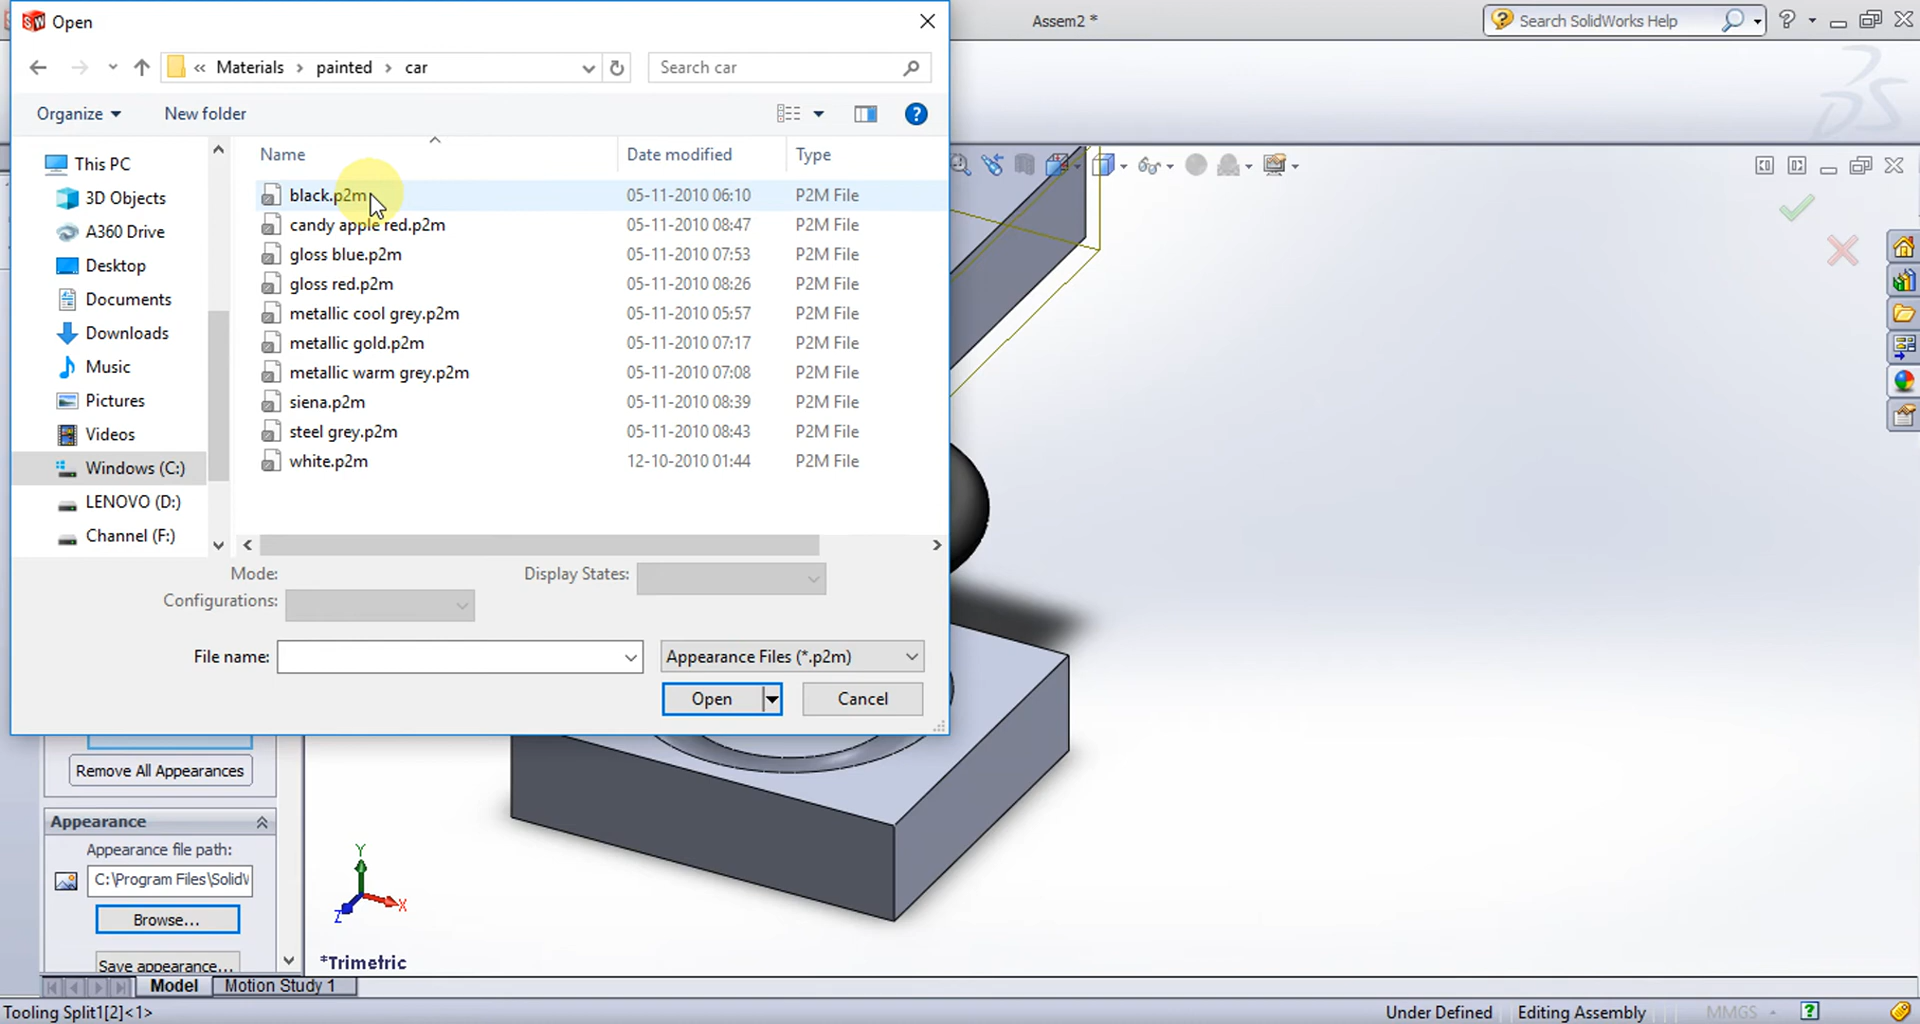 Open
Assem2 *
Search SolidWorks Help
« Materials › painted › car
Search car
Organize
New folder
This PC
3D Objects
A360 Drive
Desktop
Documents
Downloads
Music
Pictures
Videos
Windows (C:)
LENOVO (D:)
Channel (F:)
Name Date modified Type
black.p2m 05-11-2010 06:10 P2M File
candy apple red.p2m 05-11-2010 08:47 P2M File
gloss blue.p2m 05-11-2010 07:53 P2M File
gloss red.p2m 05-11-2010 08:26 P2M File
metallic cool grey.p2m 05-11-2010 05:57 P2M File
metallic gold.p2m 05-11-2010 07:17 P2M File
metallic warm grey.p2m 05-11-2010 07:08 P2M File
siena.p2m 05-11-2010 08:39 P2M File
steel grey.p2m 05-11-2010 08:43 P2M File
white.p2m 12-10-2010 01:44 P2M File
Mode:
Display States:
Configurations:
File name:
Appearance Files (*.p2m)
Open
Cancel
Remove All Appearances
Appearance
Appearance file path:
C:\Program Files\Solid
Browse...
Save appearance...
Y
X
Z
*Trimetric
Model
Motion Study 1
Tooling Split1[2]<1>
Under Defined
Editing Assembly
MMGS